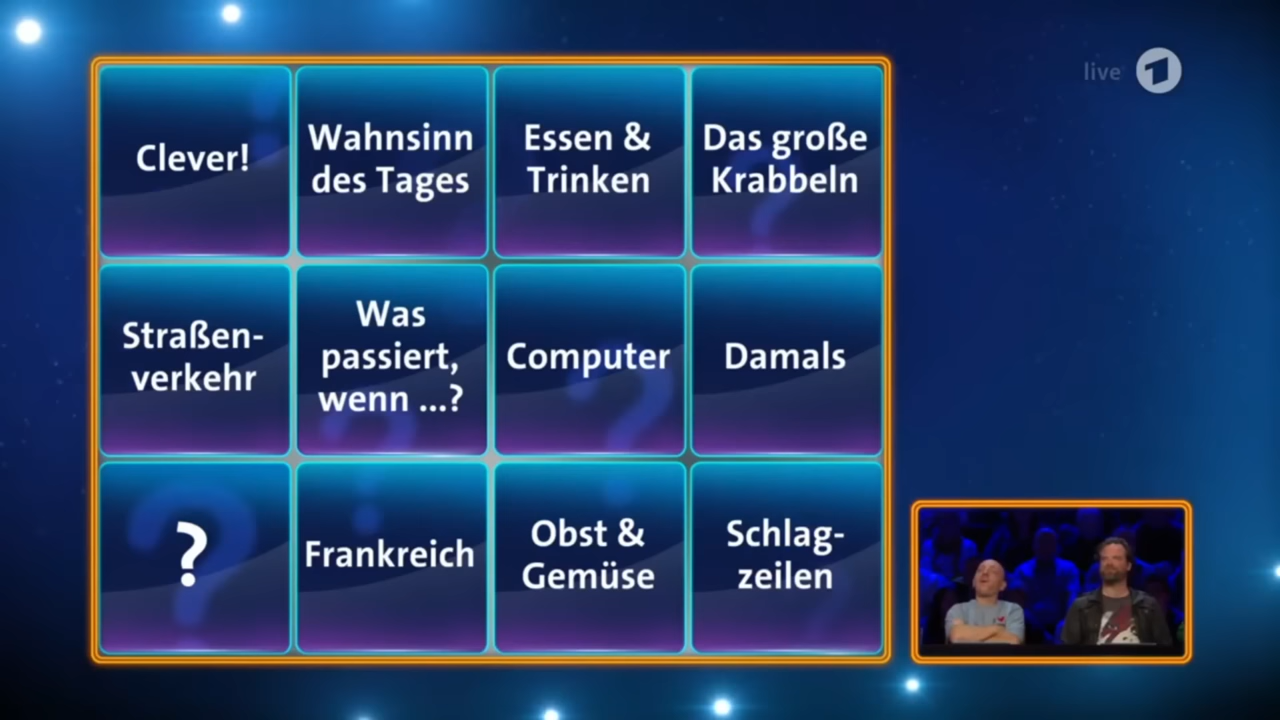 live 1
Clever!
Wahnsinn
des Tages
Essen &
Trinken
Das große
Krabbeln
Straßen-
verkehr
Was
passiert,
wenn ...?
Computer
Damals
?
Frankreich
Obst &
Gemüse
Schlag-
zeilen